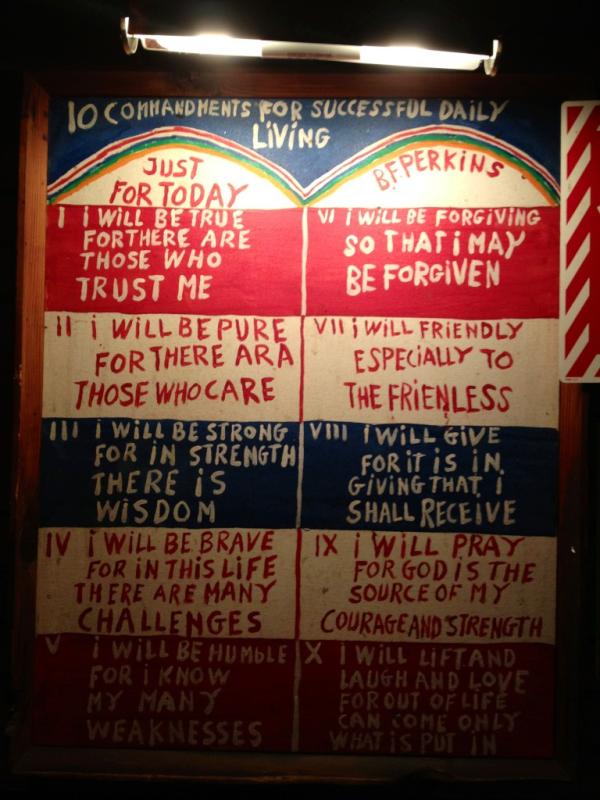 10 COMMANDMENTS FOR SUCCESSFUL DAILY
LIVING
JUST
FOR TODAY
B.F. PERKINS
I I WILL BE TRUE
FOR THERE ARE
THOSE WHO
TRUST ME
II I WILL BE PURE
FOR THERE ARA
THOSE WHO CARE
III I WILL BE STRONG
FOR IN STRENGTH
THERE IS
WISDOM
IV I WILL BE BRAVE
FOR IN THIS LIFE
THERE ARE MANY
CHALLENGES
V I WILL BE HUMBLE
FOR I KNOW
MY MANY
WEAKNESSES
VI I WILL BE FORGIVING
SO THAT I MAY
BE FORGIVEN
VII I WILL FRIENDLY
ESPECIALLY TO
THE FRIENLESS
VIII I WILL GIVE
FOR IT IS IN
GIVING THAT I
SHALL RECEIVE
IX I WILL PRAY
FOR GOD IS THE
SOURCE OF MY
COURAGE AND STRENGTH
X I WILL LIFT AND
LAUGH AND LOVE
FOR OUT OF LIFE
CAN COME ONLY
WHAT IS PUT IN